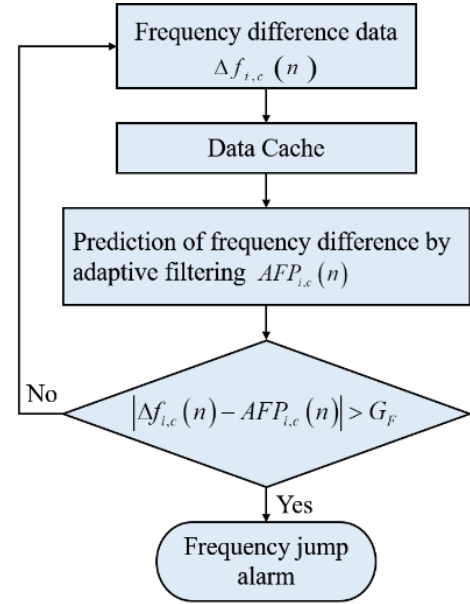 Frequency difference data
Δf_{i,c}(n)
Data Cache
Prediction of frequency difference by
adaptive filtering AFP_{i,c}(n)
No
|Δf_{i,c}(n) − AFP_{i,c}(n)| > G_F
Yes
Frequency jump
alarm